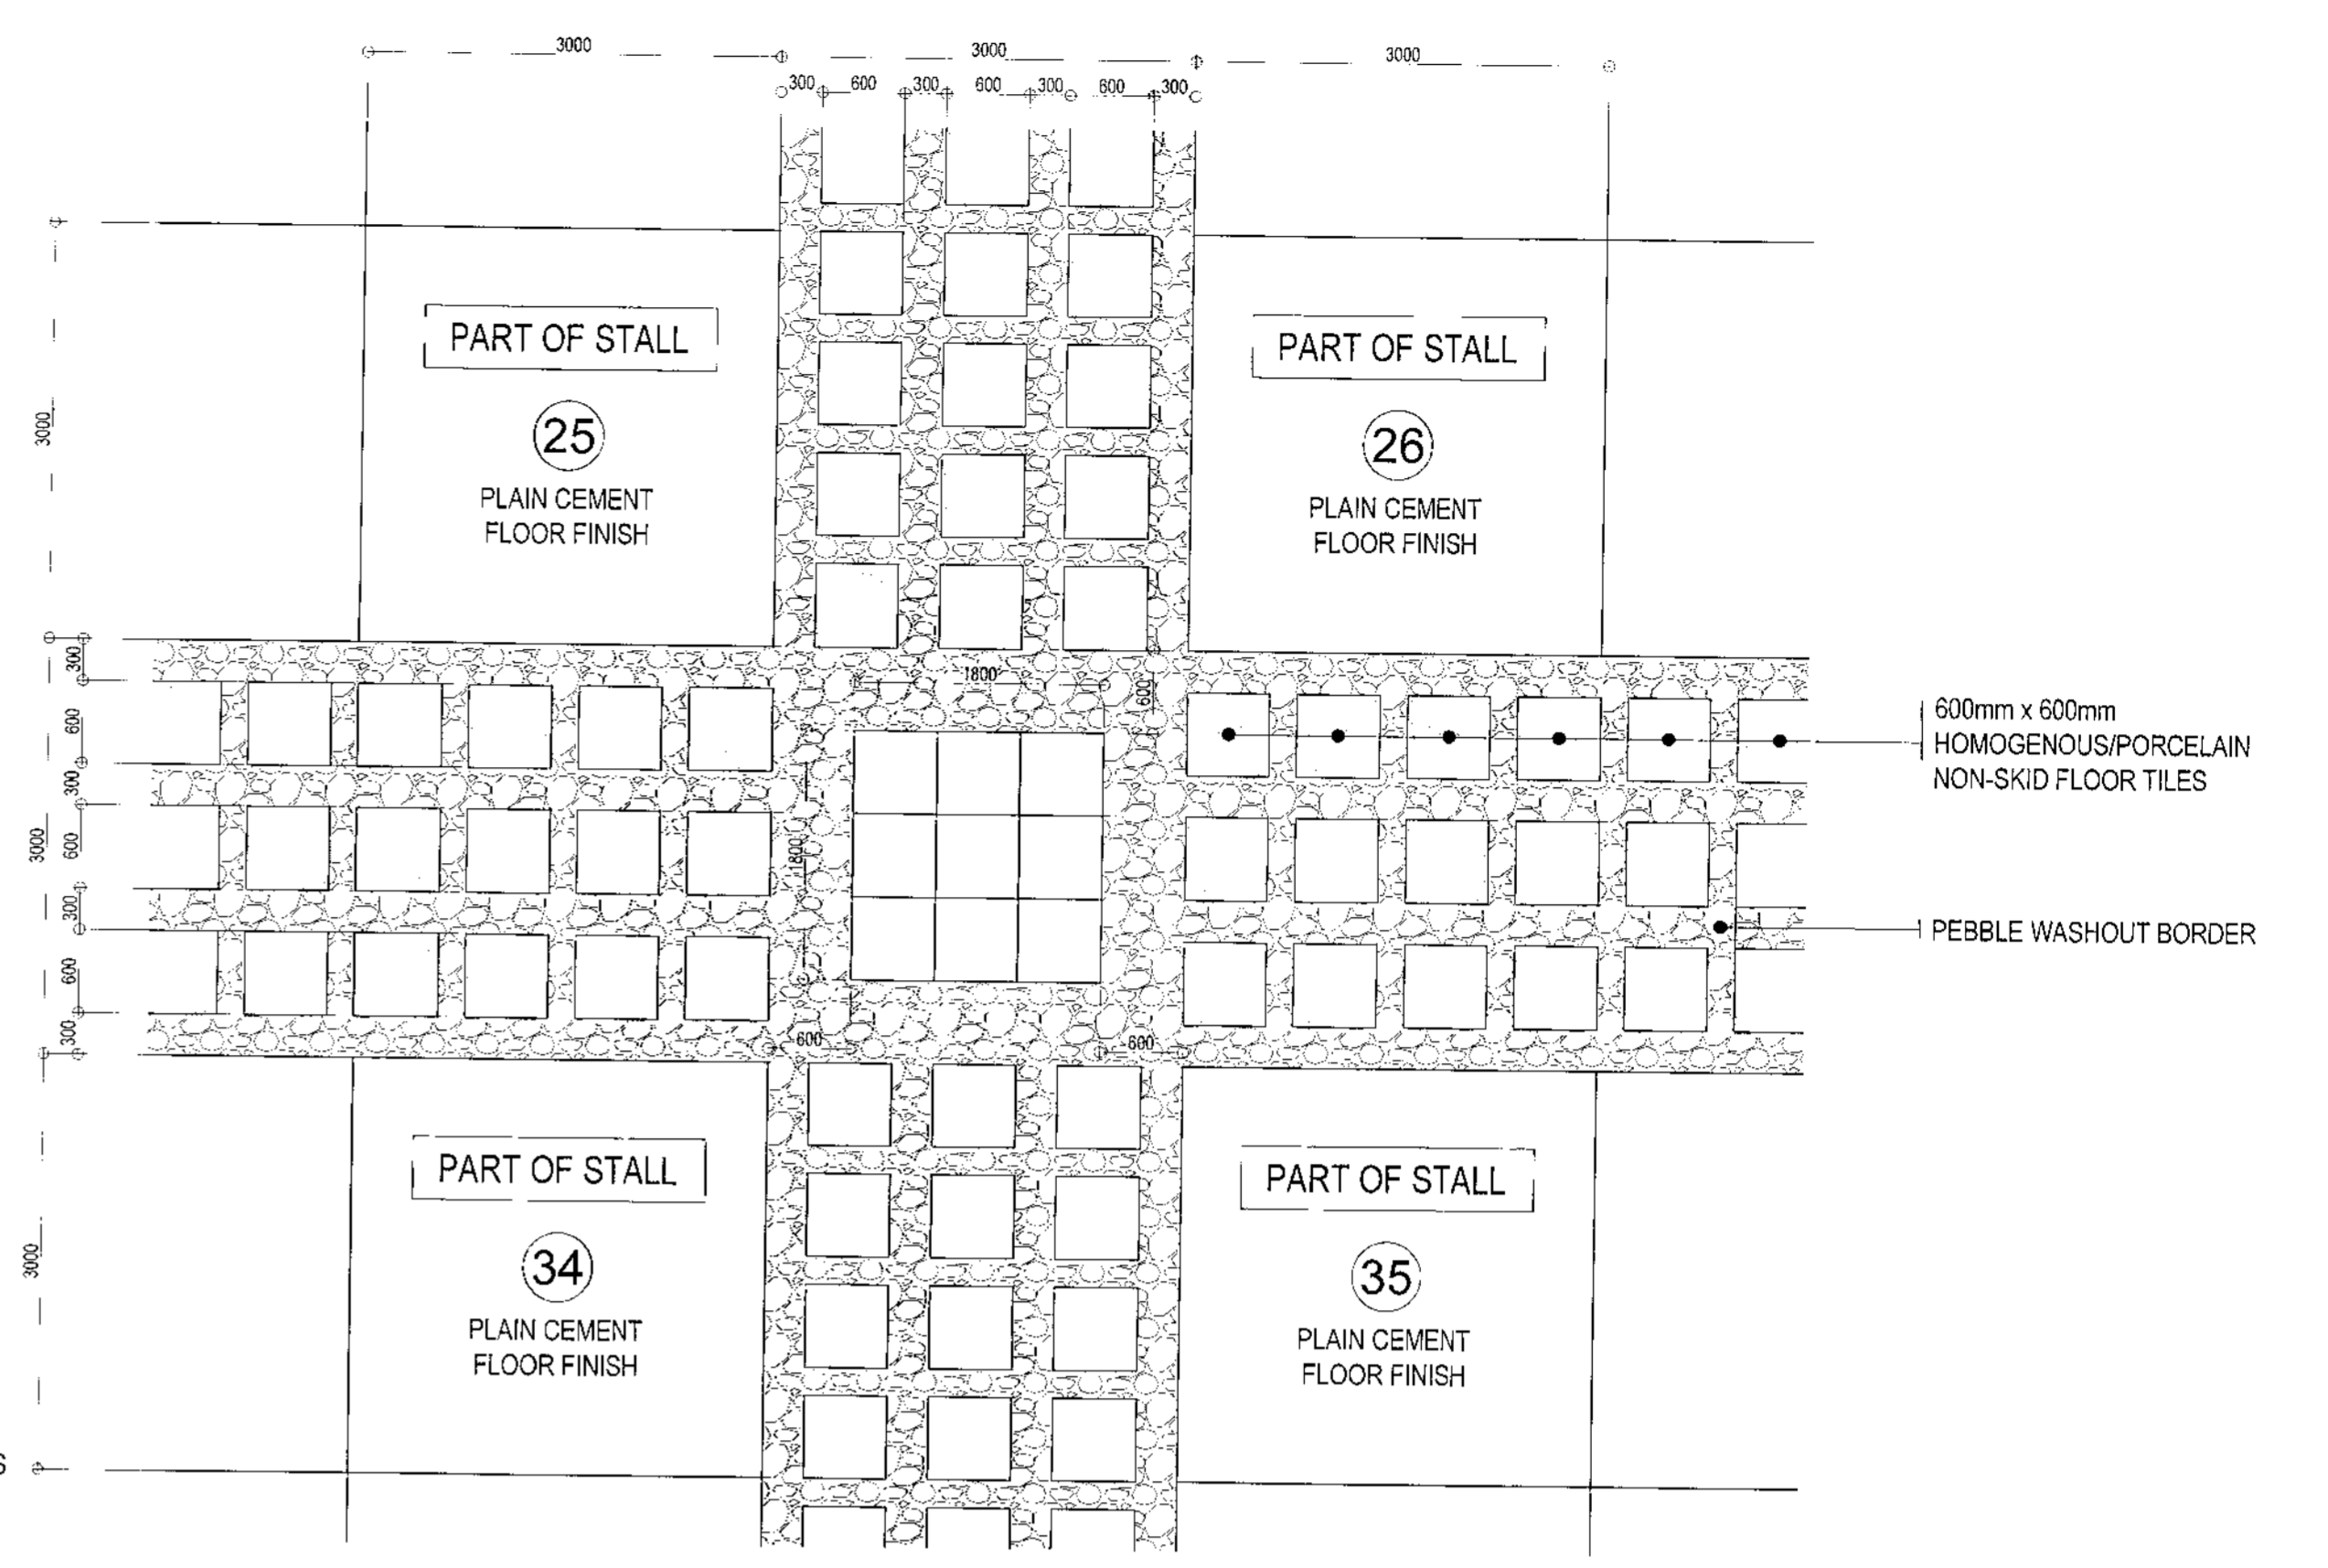 3000 3000 3000
300 600 300 600 300 600 300
PART OF STALL
25
PLAIN CEMENT
FLOOR FINISH
PART OF STALL
26
PLAIN CEMENT
FLOOR FINISH
3000
300
600
300
600
300
600
300
3000
1800
600
1800
600
600
600mm x 600mm
HOMOGENOUS/PORCELAIN
NON-SKID FLOOR TILES
PEBBLE WASHOUT BORDER
PART OF STALL
34
PLAIN CEMENT
FLOOR FINISH
PART OF STALL
35
PLAIN CEMENT
FLOOR FINISH
3000
S